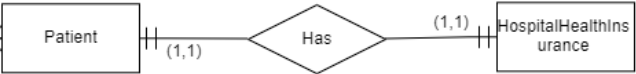 Patient
(1,1)
Has
(1,1)
HospitalHealthIns
urance